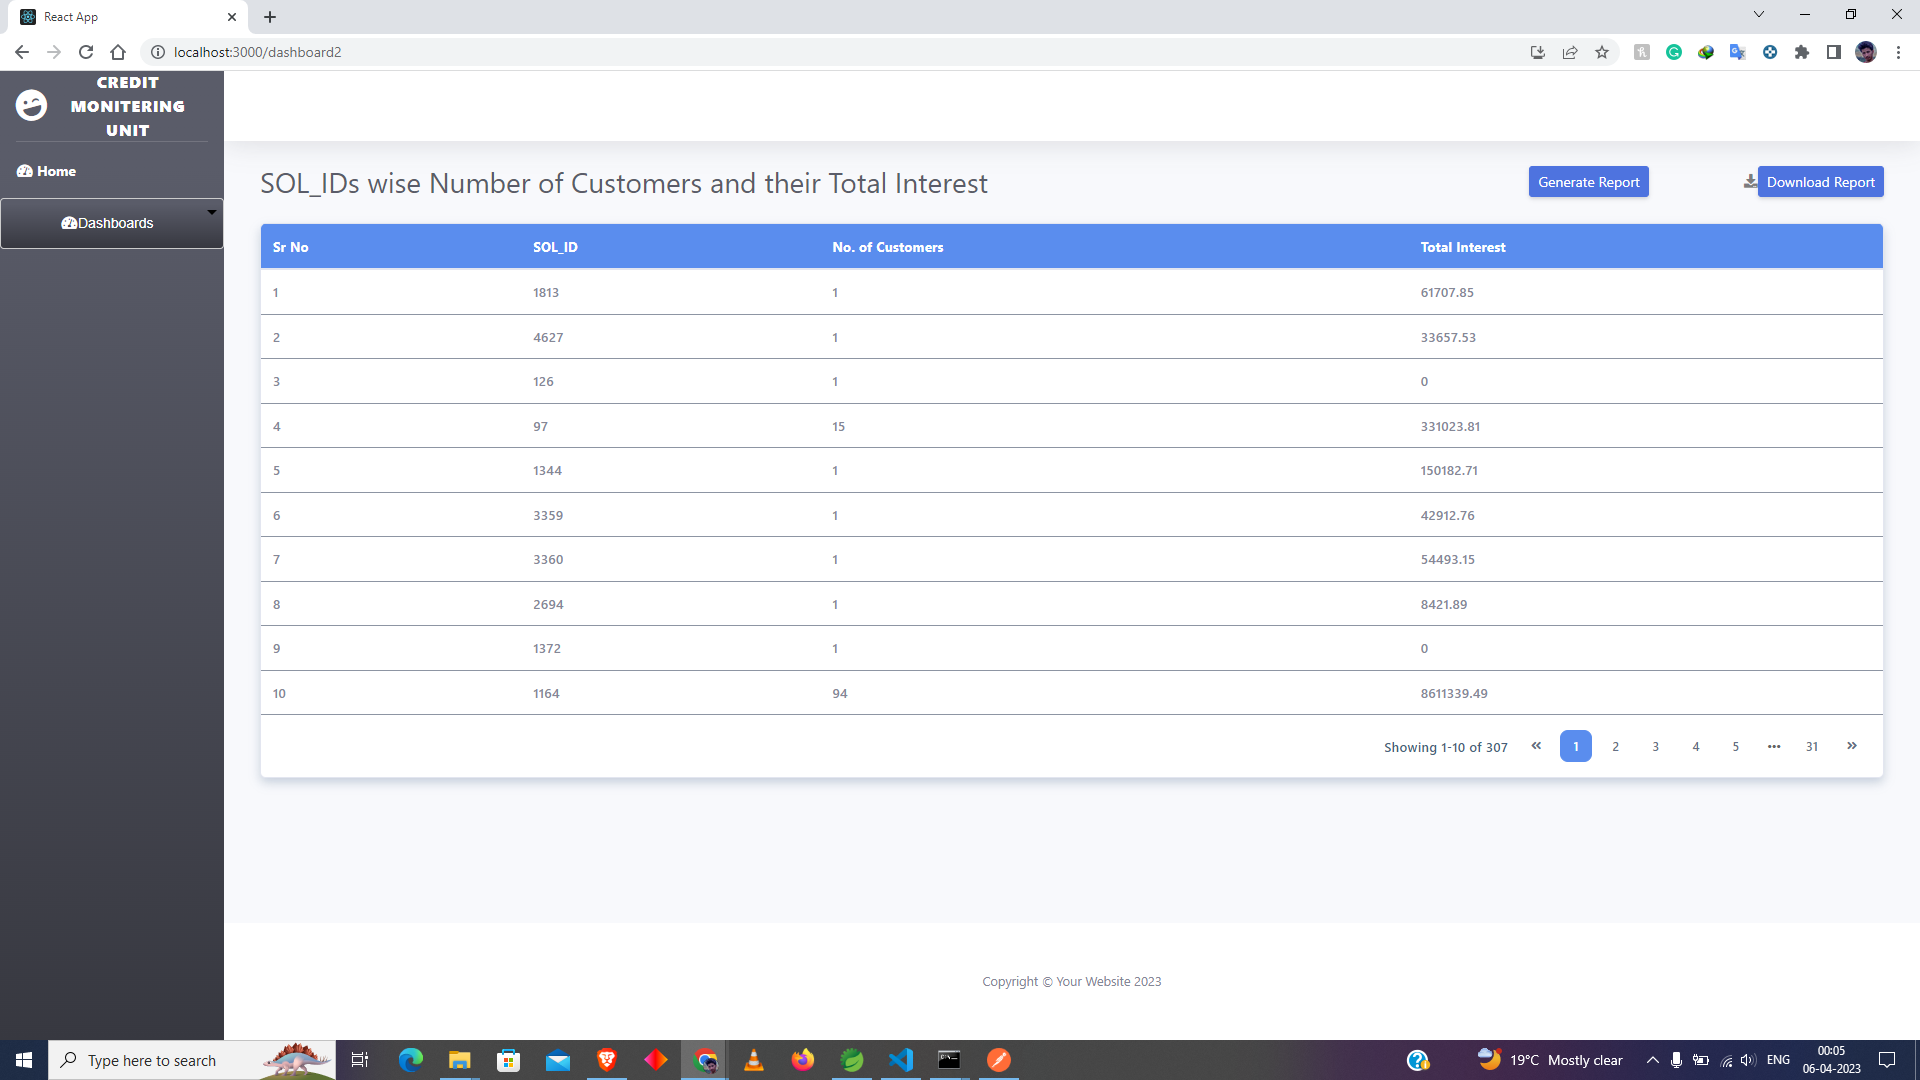 React App
localhost:3000/dashboard2
CREDIT
MONITERING
UNIT
Home
Dashboards
SOL_IDs wise Number of Customers and their Total Interest
Generate Report
Download Report
Sr No SOL_ID No. of Customers Total Interest
1 1813 1 61707.85
2 4627 1 33657.53
3 126 1 0
4 97 15 331023.81
5 1344 1 150182.71
6 3359 1 42912.76
7 3360 1 54493.15
8 2694 1 8421.89
9 1372 1 0
10 1164 94 8611339.49
Showing 1-10 of 307 « 1 2 3 4 5 ••• 31 »
Copyright © Your Website 2023
Type here to search
19°C Mostly clear
ENG
00:05
06-04-2023